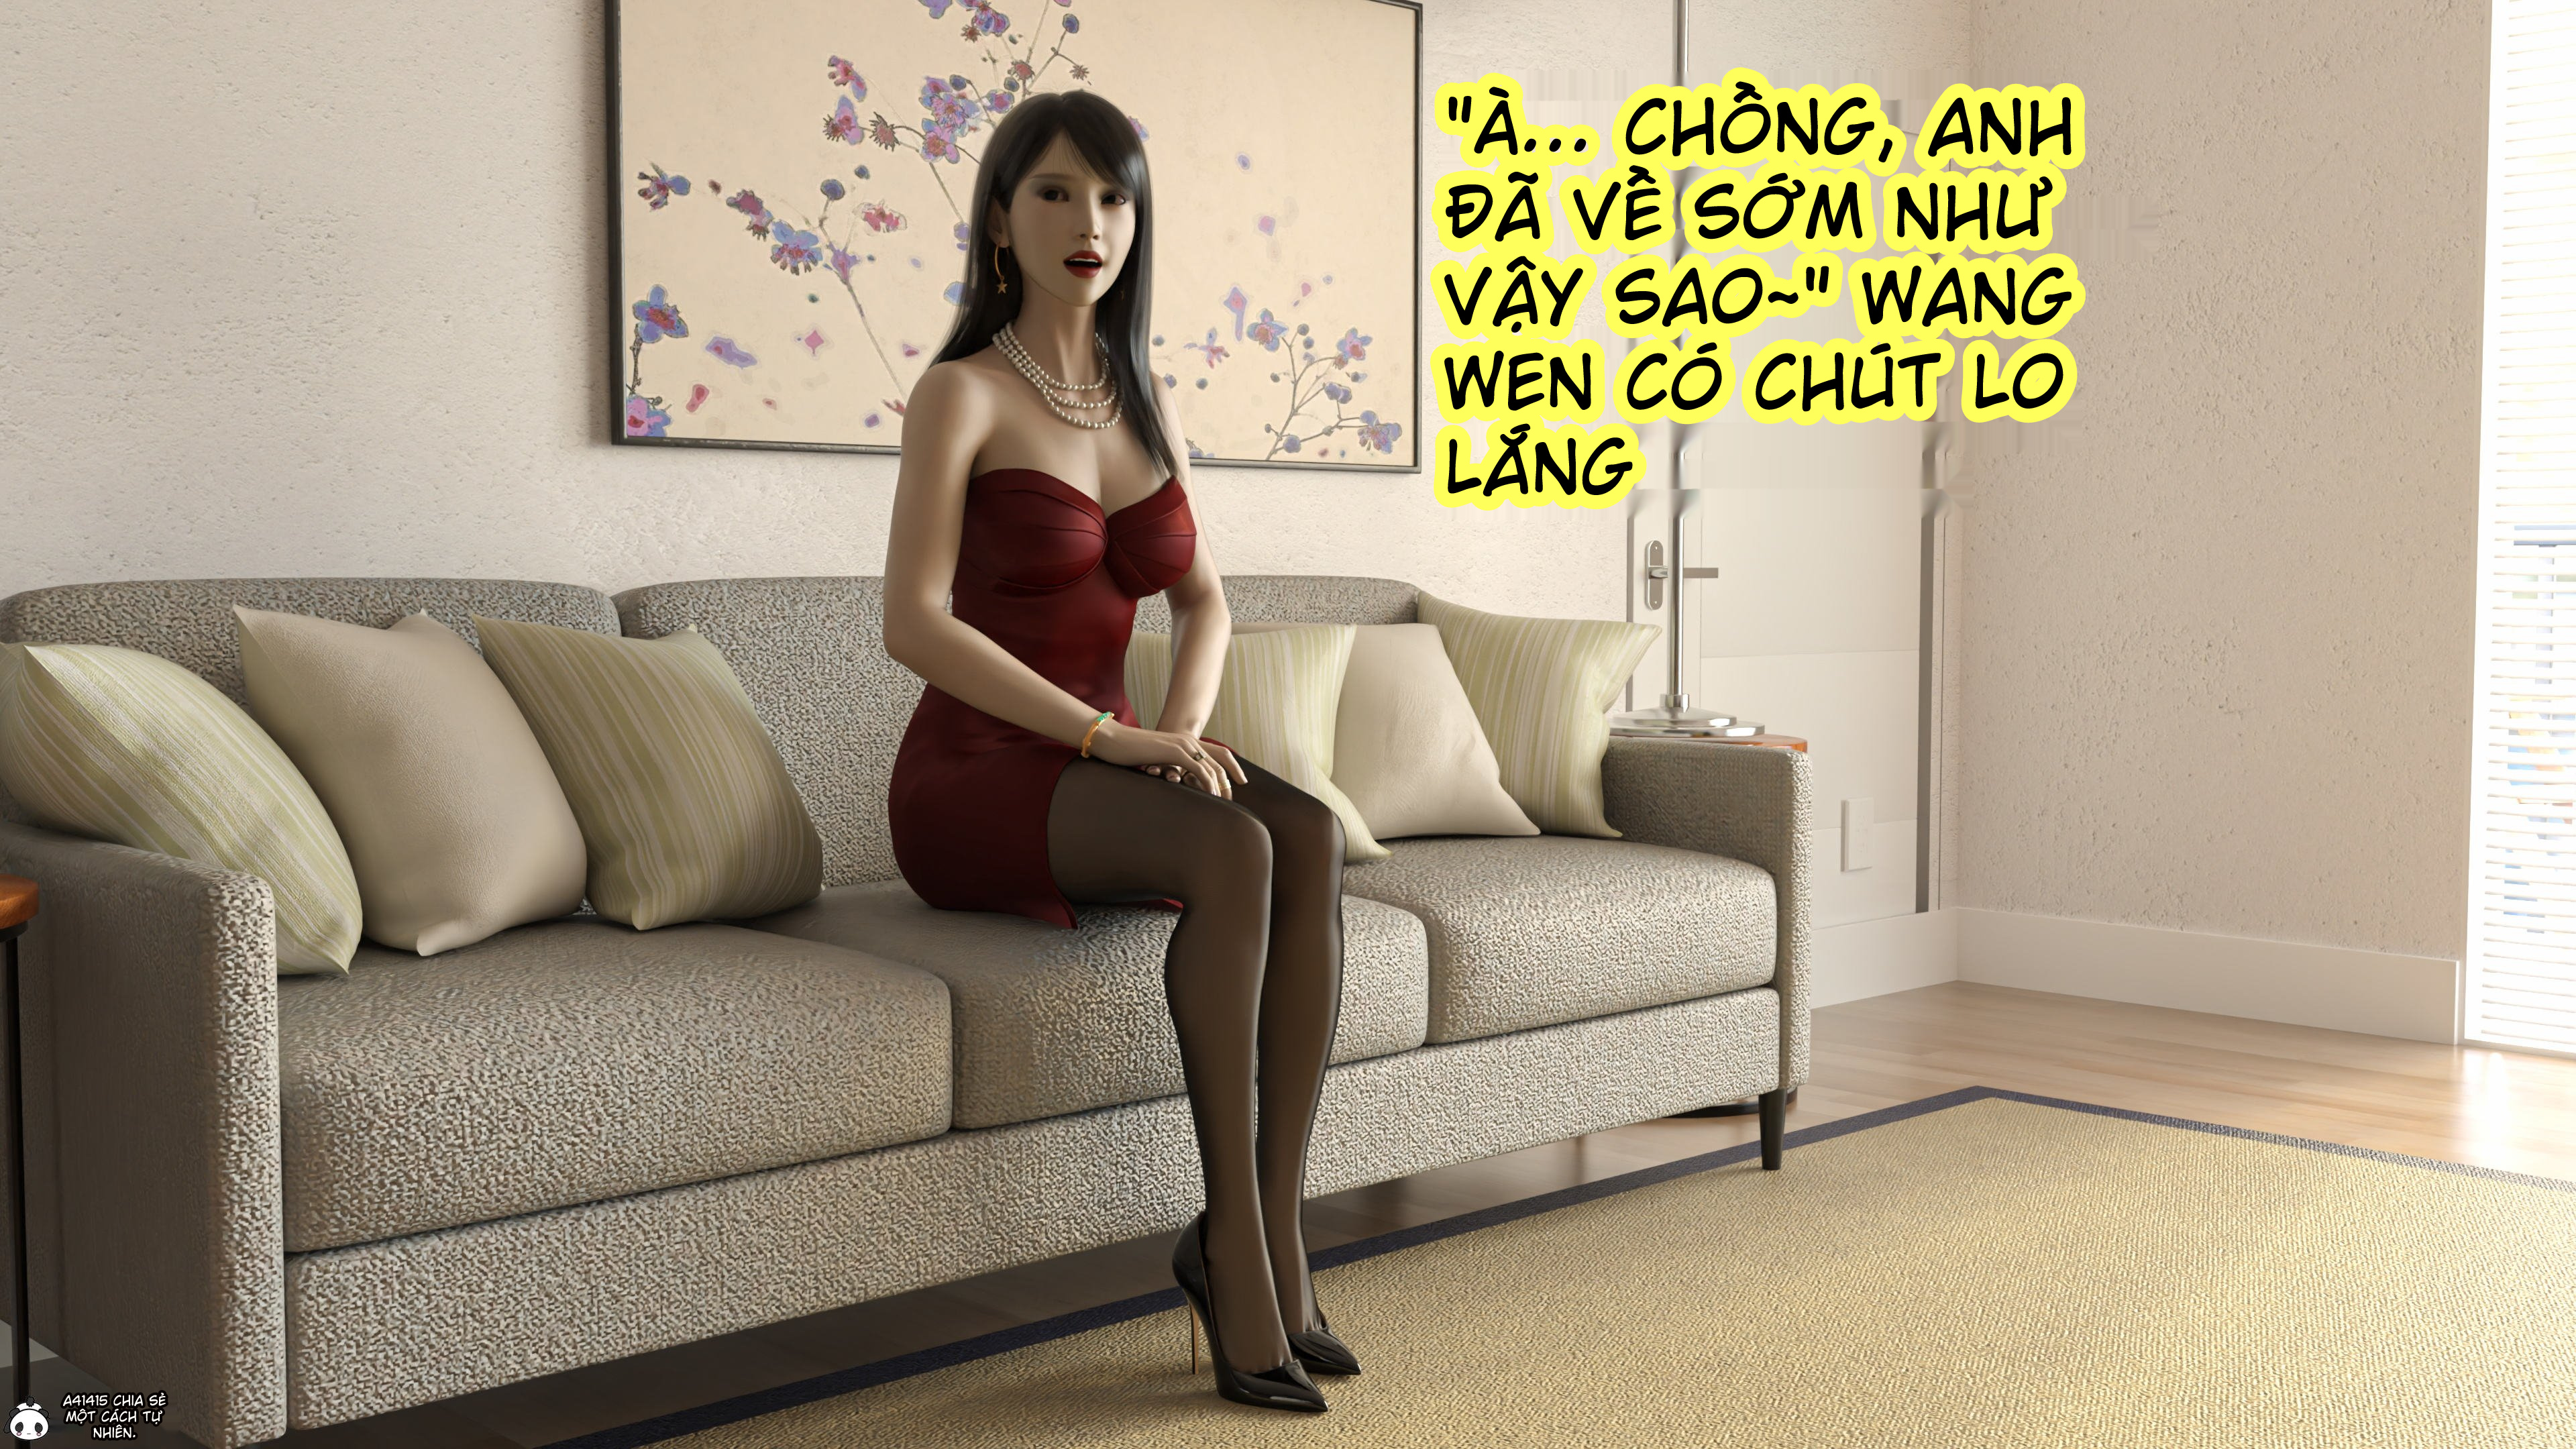 "À... CHỒNG, ANH
ĐÃ VỀ SỚM NHƯ
VẬY SAO~" WANG
WEN CÓ CHÚT LO
LẮNG
A41415 CHIA SẺ
MỘT CÁCH TỰ
NHIÊN.